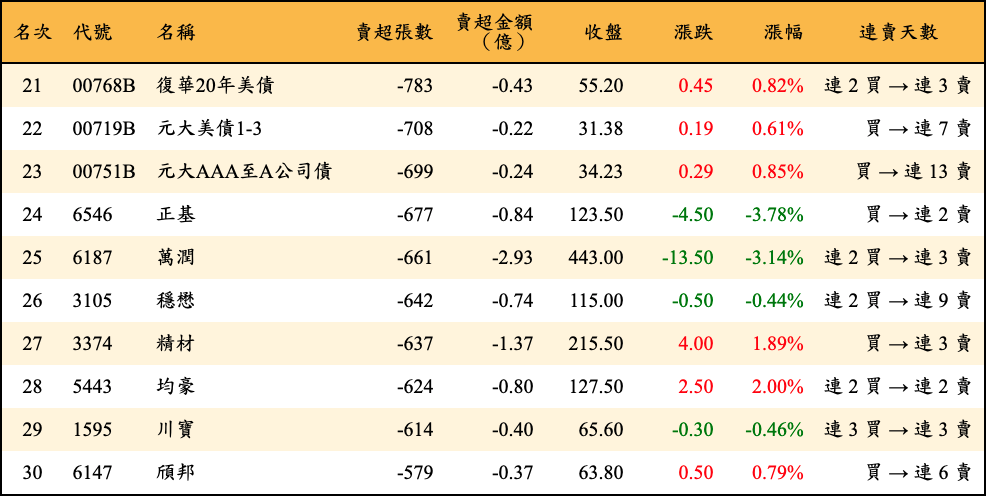 名次 代號 名稱 賣超張數 賣超金額（億） 收盤 漲跌 漲幅 連賣天數
21 00768B 復華20年美債 -783 -0.43 55.20 0.45 0.82% 連 2 買 → 連 3 賣
22 00719B 元大美債1-3 -708 -0.22 31.38 0.19 0.61% 買 → 連 7 賣
23 00751B 元大AAA至A公司債 -699 -0.24 34.23 0.29 0.85% 買 → 連 13 賣
24 6546 正基 -677 -0.84 123.50 -4.50 -3.78% 買 → 連 2 賣
25 6187 萬潤 -661 -2.93 443.00 -13.50 -3.14% 連 2 買 → 連 3 賣
26 3105 穩懋 -642 -0.74 115.00 -0.50 -0.44% 連 2 買 → 連 9 賣
27 3374 精材 -637 -1.37 215.50 4.00 1.89% 買 → 連 3 賣
28 5443 均豪 -624 -0.80 127.50 2.50 2.00% 連 2 買 → 連 2 賣
29 1595 川寶 -614 -0.40 65.60 -0.30 -0.46% 連 3 買 → 連 3 賣
30 6147 頎邦 -579 -0.37 63.80 0.50 0.79% 買 → 連 6 賣